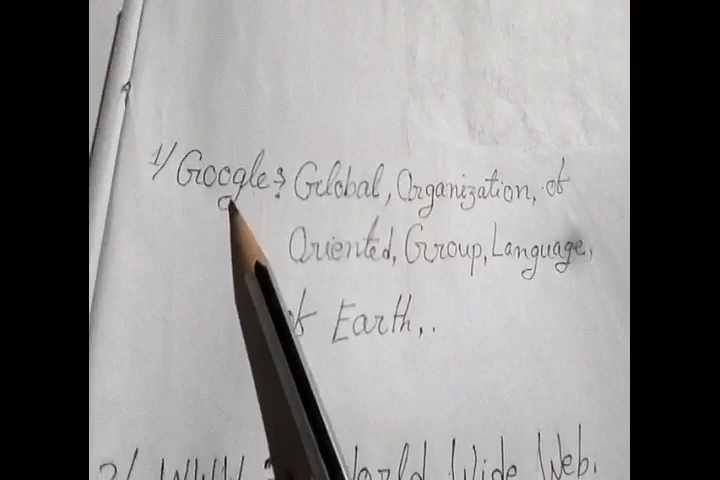 1/ Google → Global, Organization, of
Oriented, Group, Language,
of Earth,.
2/ WWW → World Wide Web.